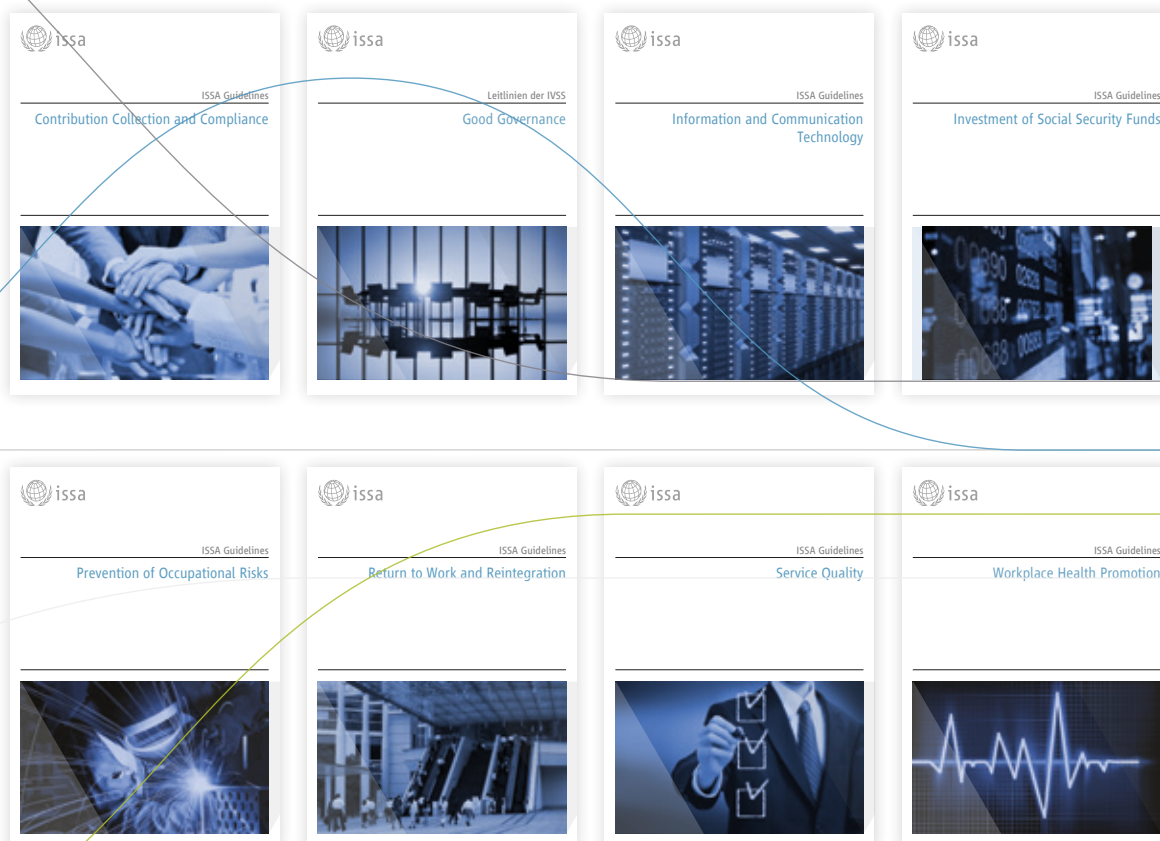 issa
ISSA Guidelines
Contribution Collection and Compliance
issa
Leitlinien der IVSS
Good Governance
issa
ISSA Guidelines
Information and Communication
Technology
issa
ISSA Guidelines
Investment of Social Security Funds
issa
ISSA Guidelines
Prevention of Occupational Risks
issa
ISSA Guidelines
Return to Work and Reintegration
issa
ISSA Guidelines
Service Quality
issa
ISSA Guidelines
Workplace Health Promotion